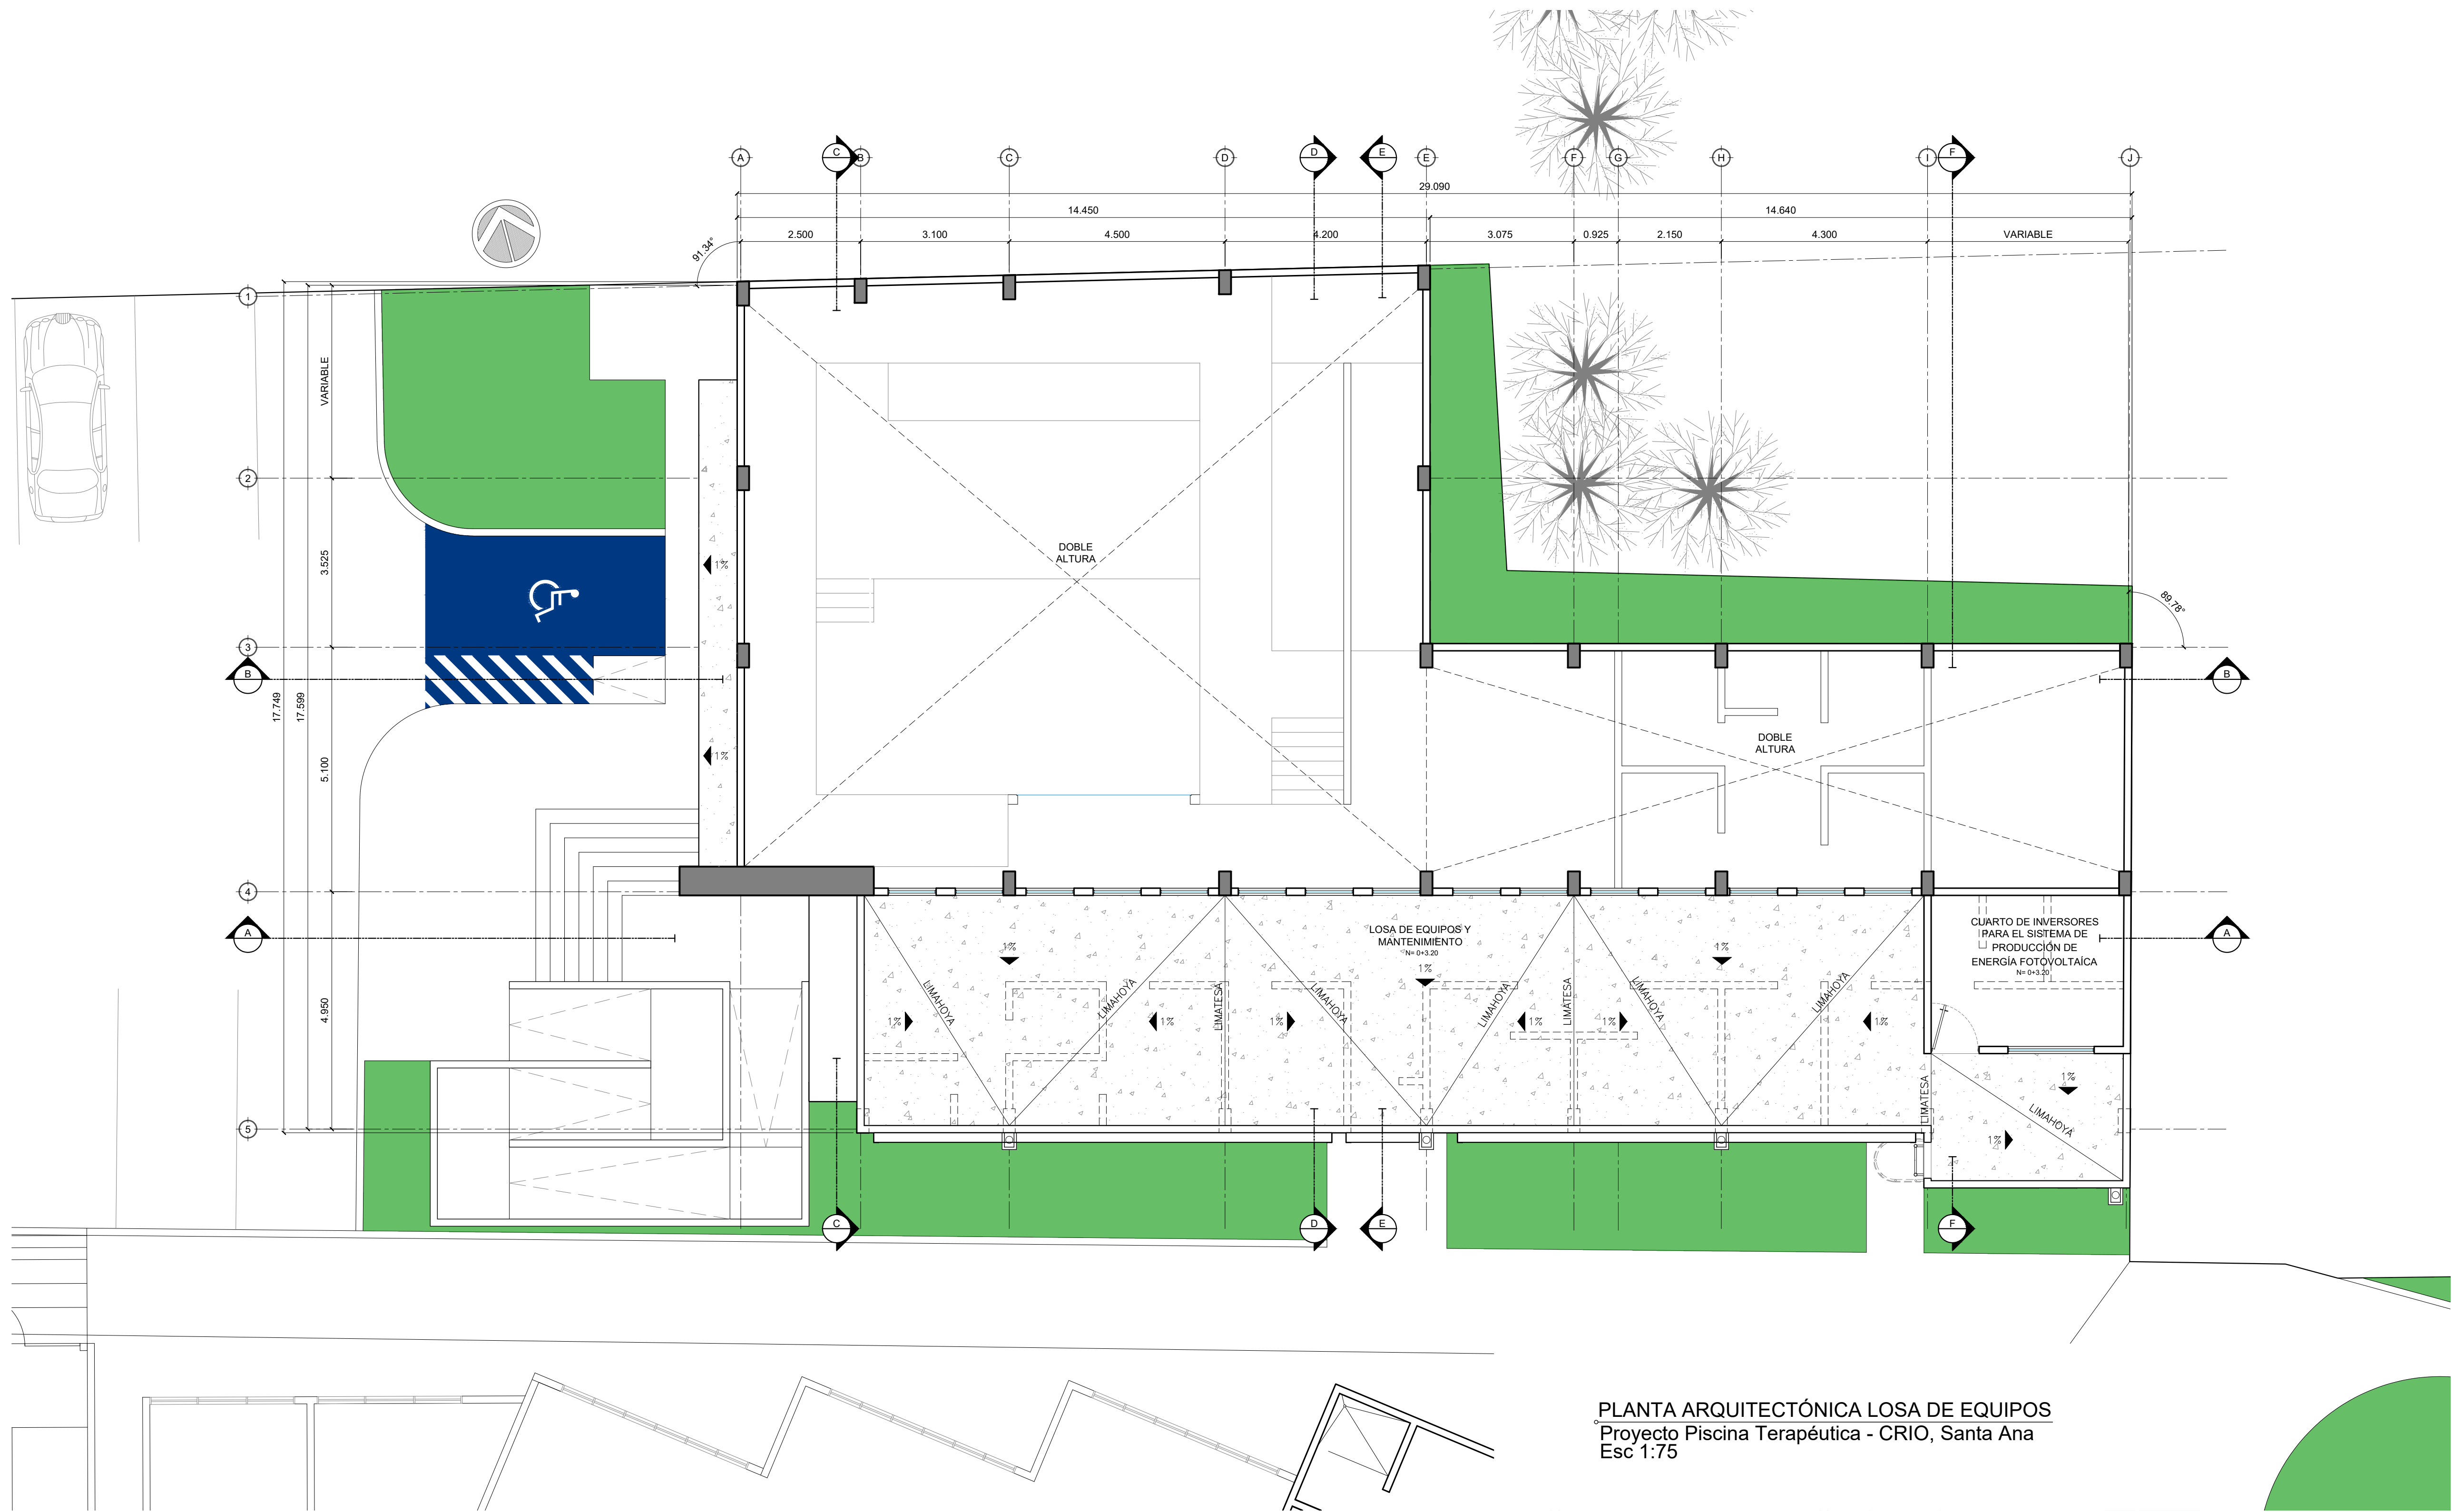 A
C
B
C
D
D
E
E
F
G
H
I
F
J
29.090
14.450
14.640
2.500
3.100
4.500
4.200
3.075
0.925
2.150
4.300
VARIABLE
91.34°
1
VARIABLE
2
3.525
DOBLE
ALTURA
1%
89.78°
3
B
B
17.749
17.599
DOBLE
ALTURA
1%
5.100
4
A
A
LOSA DE EQUIPOS Y
MANTENIMIENTO
N= 0+3.20
CUARTO DE INVERSORES
PARA EL SISTEMA DE
PRODUCCIÓN DE
ENERGÍA FOTOVOLTAÍCA
N= 0+3.20
1%
1%
1%
4.950
LIMAHOYA
LIMAHOYA
LIMATESA
LIMAHOYA
LIMAHOYA
LIMATESA
LIMAHOYA
LIMAHOYA
1%
1%
1%
1%
1%
1%
LIMATESA
1%
LIMAHOYA
1%
5
C
D
E
F
PLANTA ARQUITECTÓNICA LOSA DE EQUIPOS
Proyecto Piscina Terapéutica - CRIO, Santa Ana
Esc 1:75